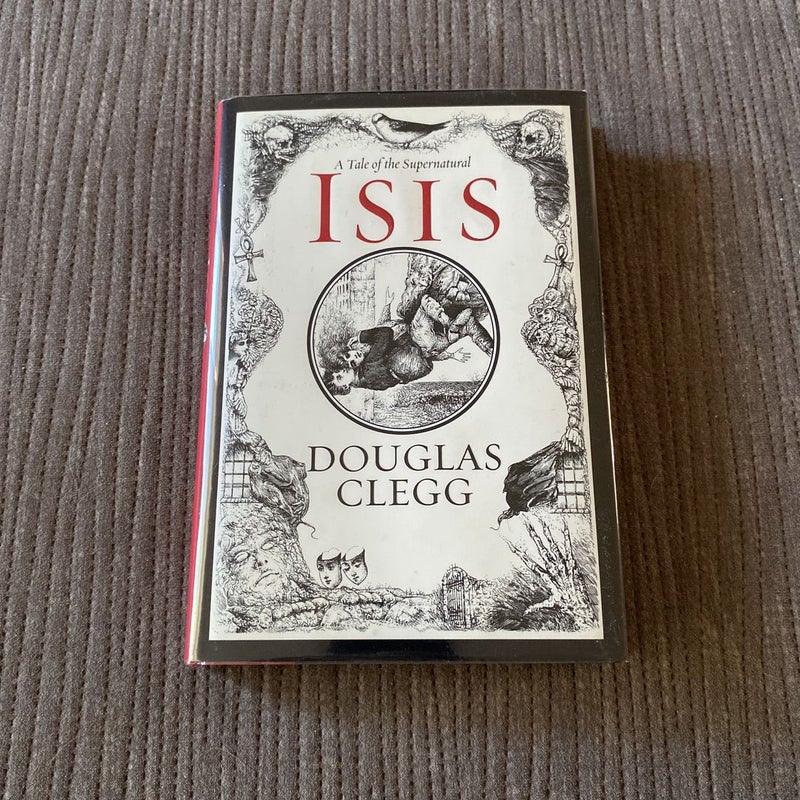 A Tale of the Supernatural
ISIS
DOUGLAS
CLEGG